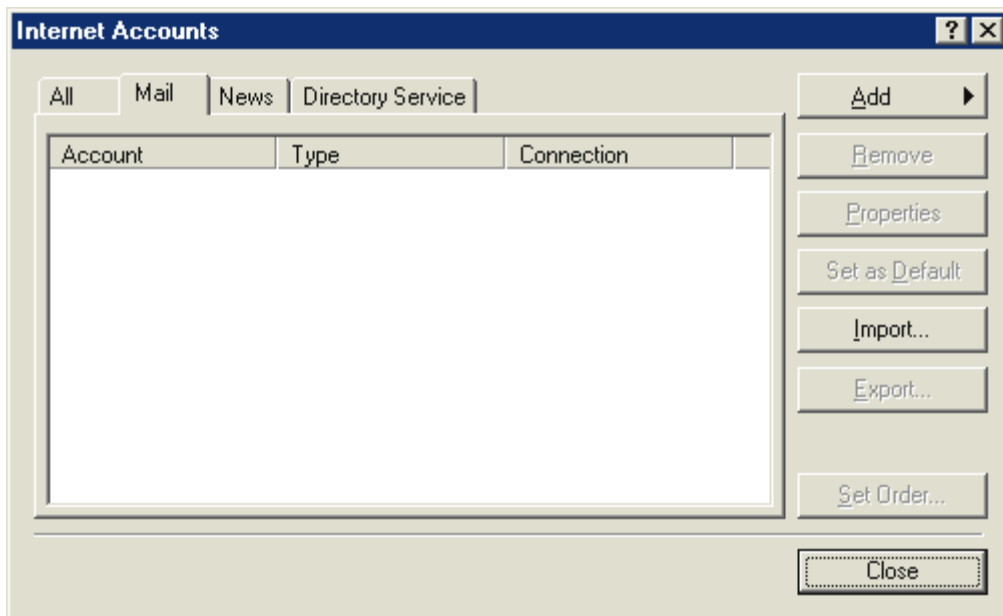 Internet Accounts
All Mail News Directory Service
Account Type Connection
Add
Remove
Properties
Set as Default
Import...
Export...
Set Order...
Close